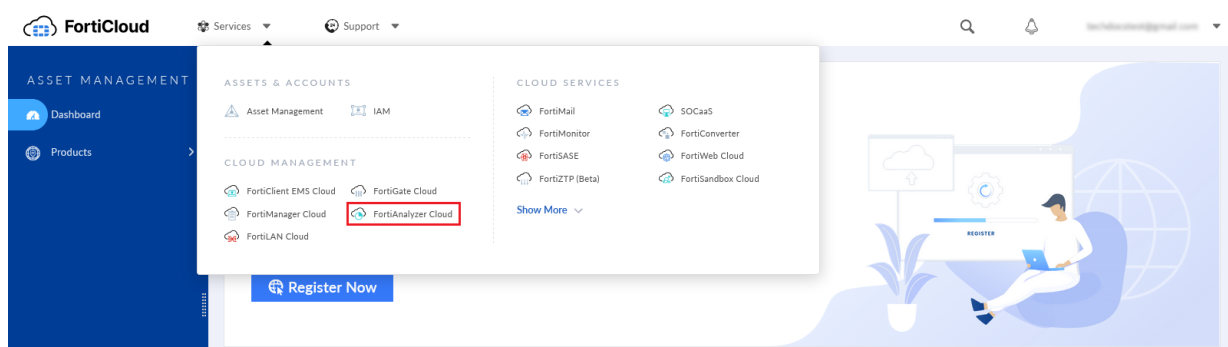 FortiCloud
Services
Support
ASSET MANAGEMENT
Dashboard
Products
ASSETS & ACCOUNTS
Asset Management
IAM
CLOUD MANAGEMENT
FortiClient EMS Cloud
FortiGate Cloud
FortiManager Cloud
FortiAnalyzer Cloud
FortiLAN Cloud
CLOUD SERVICES
FortiMail
SOCaaS
FortiMonitor
FortiConverter
FortiSASE
FortiWeb Cloud
FortiZTP (Beta)
FortiSandbox Cloud
Show More
Register Now
REGISTER